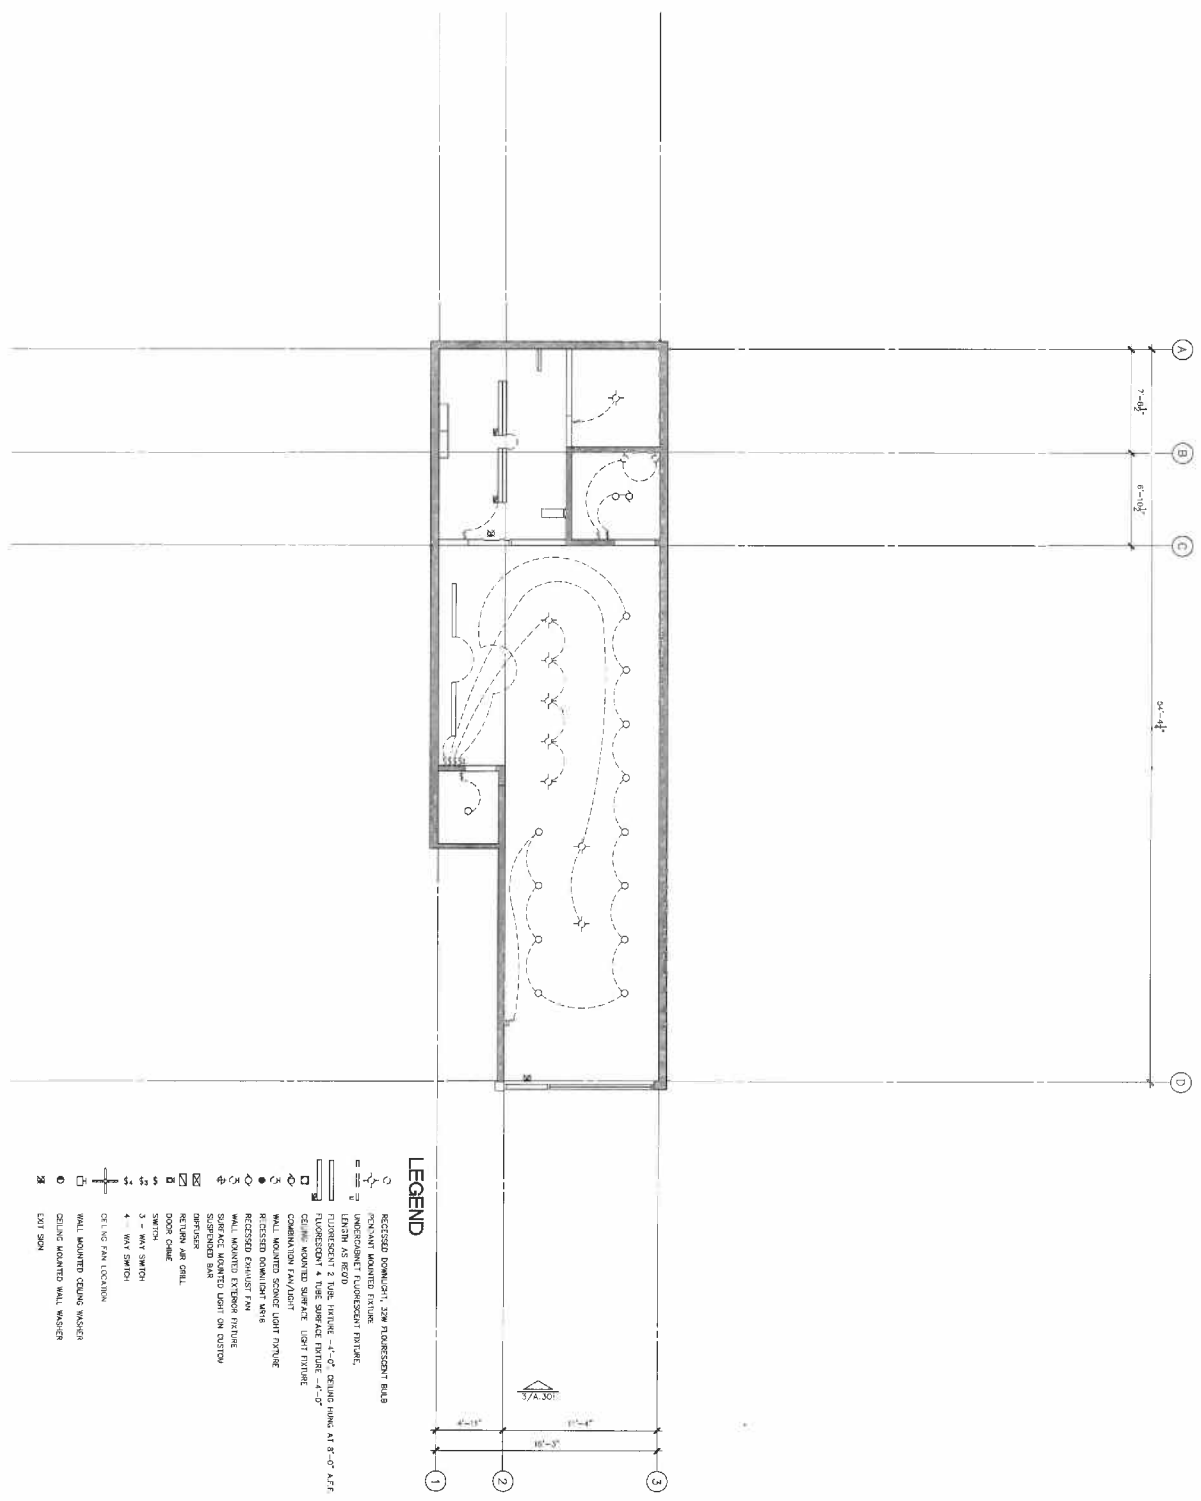 A
B
C
D
7'-6½"
6'-10½"
54'-4½"
LEGEND
RECESSED DOWNLIGHT, 32W FLOURESCENT BULB
PENDANT MOUNTED FIXTURE
UNDERCABINET FLUORESCENT FIXTURE,
LENGTH AS REQ'D
FLUORESCENT 2 TUBE FIXTURE -4'-0", CEILING HUNG AT 8'-0" A.F.F.
FLUORESCENT 4 TUBE SURFACE FIXTURE -4'-0"
CEILING MOUNTED SURFACE LIGHT FIXTURE
COMBINATION FAN/LIGHT
WALL MOUNTED SCONCE LIGHT FIXTURE
RECESSED DOWNLIGHT MR16
RECESSED EXHAUST FAN
WALL MOUNTED EXTERIOR FIXTURE
SURFACE MOUNTED LIGHT ON CUSTOM
SUSPENDED BAR
DIFFUSER
RETURN AIR GRILL
DOOR CHIME
$ SWITCH
$3 3 - WAY SWITCH
$4 4 - WAY SWITCH
CEILING FAN LOCATION
WALL MOUNTED CEILING WASHER
CEILING MOUNTED WALL WASHER
EXIT SIGN
3/A.301
4'-11"
11'-4"
16'-3"
1
2
3